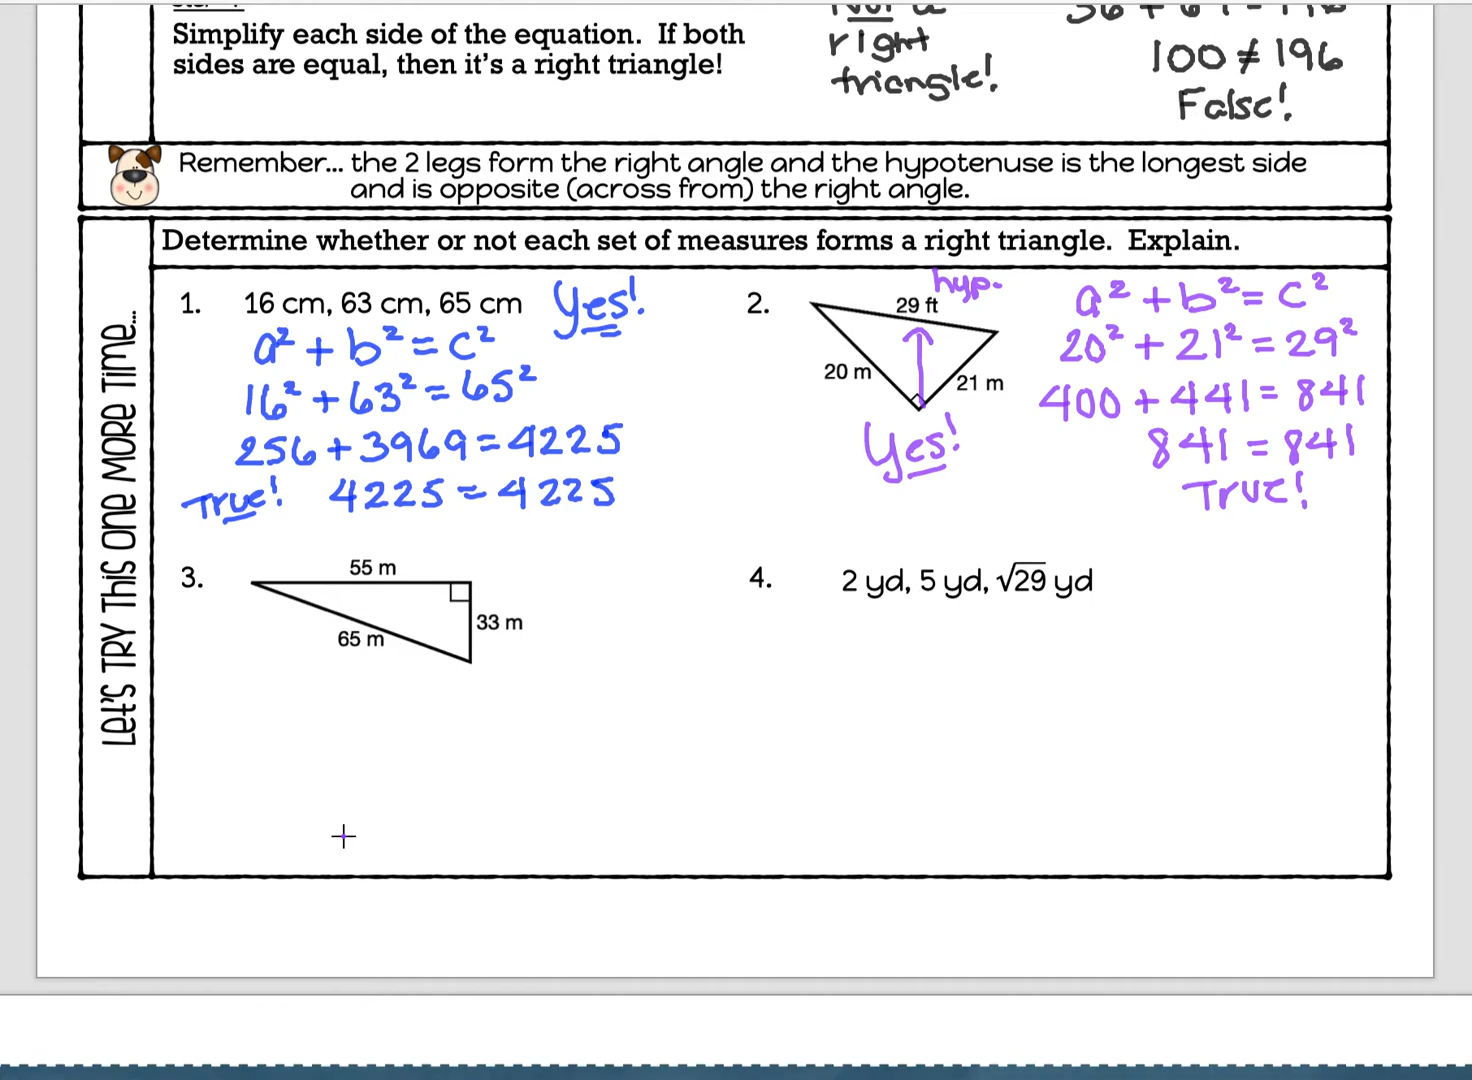 Simplify each side of the equation. If both
sides are equal, then it's a right triangle!
right
triangle!
100 ≠ 196
False!
Remember... the 2 legs form the right angle and the hypotenuse is the longest side
and is opposite (across from) the right angle.
Let's TRY THIS ONE MORE TIME...
Determine whether or not each set of measures forms a right triangle. Explain.
1. 16 cm, 63 cm, 65 cm Yes!
a² + b² = c²
16² + 63² = 65²
256 + 3969 = 4225
True! 4225 = 4225
2.
hyp.
29 ft
20 m
21 m
Yes!
a² + b² = c²
20² + 21² = 29²
400 + 441 = 841
841 = 841
True!
3.
55 m
33 m
65 m
4. 2 yd, 5 yd, √29 yd